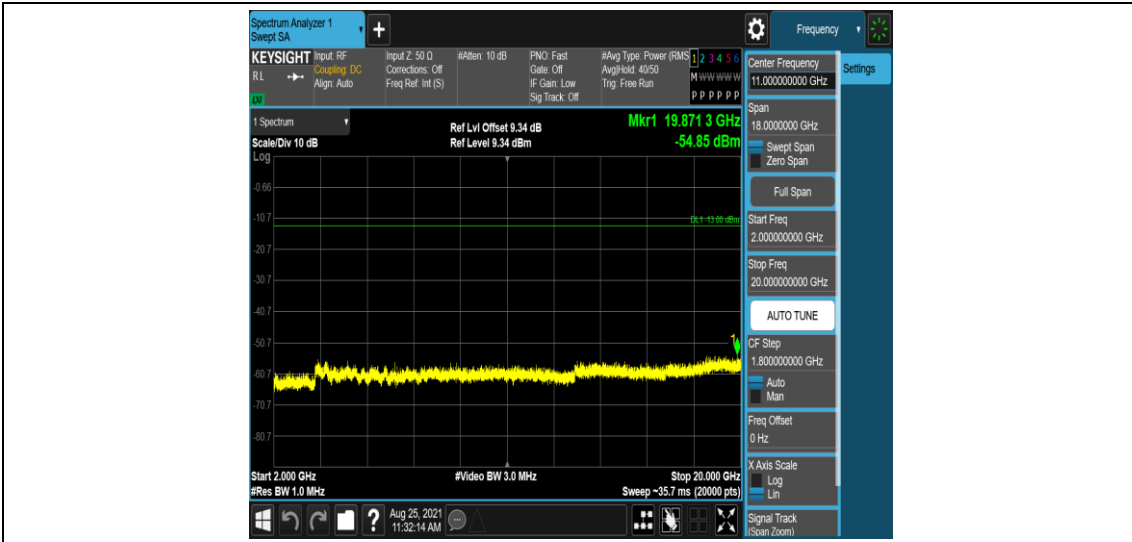 Spectrum Analyzer 1
Swept SA
+
Frequency
KEYSIGHT
RL
LXI
Input: RF
Coupling: DC
Align: Auto
Input Z: 50 Ω
Corrections: Off
Freq Ref: Int (S)
#Atten: 10 dB
PNO: Fast
Gate: Off
IF Gain: Low
Sig Track: Off
#Avg Type: Power (RMS
Avg|Hold: 40/50
Trig: Free Run
1 2 3 4 5 6
M W W W W W
P P P P P P
1 Spectrum
Scale/Div 10 dB
Log
Ref Lvl Offset 9.34 dB
Ref Level 9.34 dBm
Mkr1 19.871 3 GHz
-54.85 dBm
-0.66
-10.7
DL1 -13.00 dBm
-20.7
-30.7
-40.7
-50.7
1
-60.7
-70.7
-80.7
Start 2.000 GHz
#Res BW 1.0 MHz
#Video BW 3.0 MHz
Stop 20.000 GHz
Sweep ~35.7 ms (20000 pts)
Center Frequency
11.000000000 GHz
Settings
Span
18.0000000 GHz
Swept Span
Zero Span
Full Span
Start Freq
2.000000000 GHz
Stop Freq
20.000000000 GHz
AUTO TUNE
CF Step
1.800000000 GHz
Auto
Man
Freq Offset
0 Hz
X Axis Scale
Log
Lin
Signal Track
(Span Zoom)
?
Aug 25, 2021
11:32:14 AM